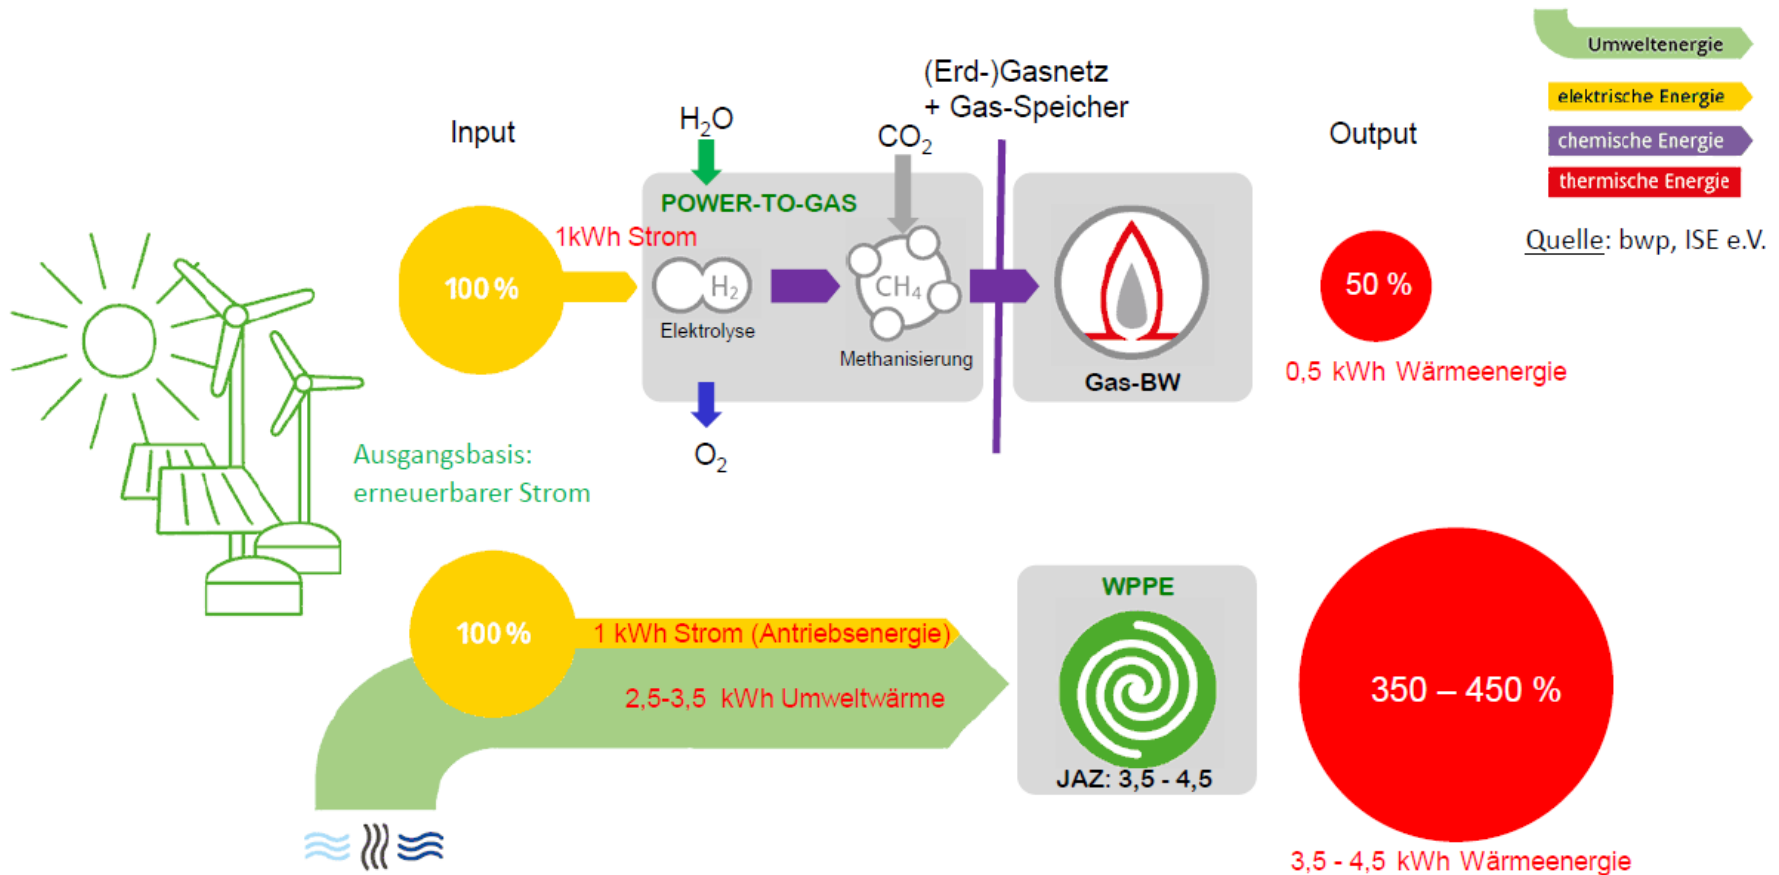 Umweltenergie
elektrische Energie
chemische Energie
thermische Energie
Quelle: bwp, ISE e.V.
(Erd-)Gasnetz
+ Gas-Speicher
Input
H₂O
CO₂
Output
POWER-TO-GAS
1kWh Strom
100 %
H₂
CH₄
50 %
Elektrolyse
Methanisierung
Gas-BW
0,5 kWh Wärmeenergie
O₂
Ausgangsbasis:
erneuerbarer Strom
WPPE
100 %
1 kWh Strom (Antriebsenergie)
2,5-3,5 kWh Umweltwärme
350 – 450 %
JAZ: 3,5 - 4,5
3,5 - 4,5 kWh Wärmeenergie